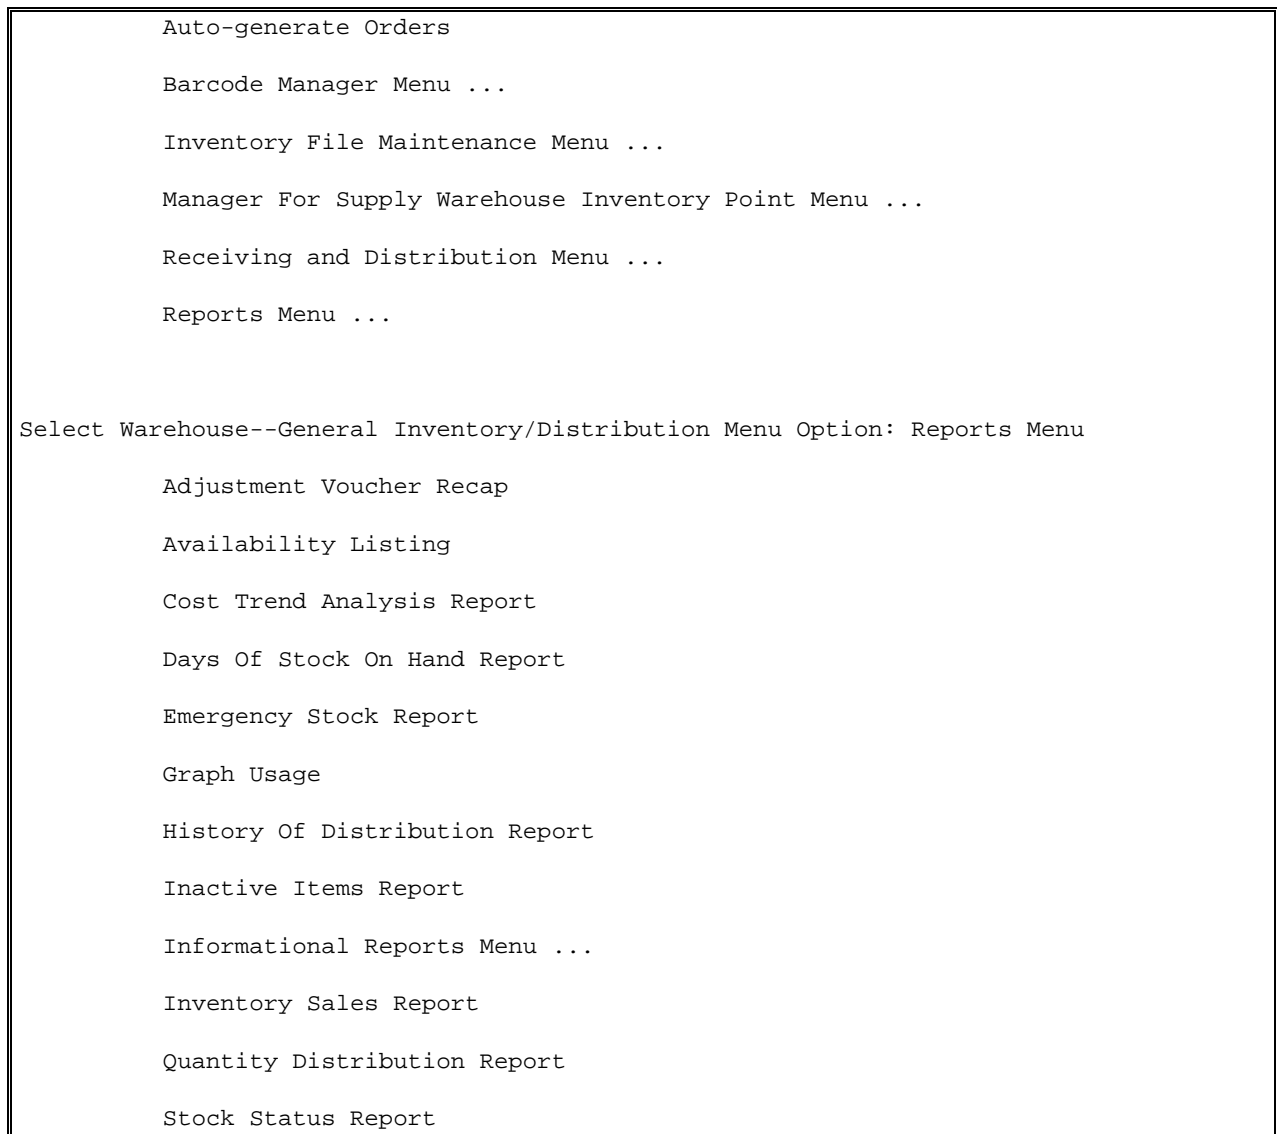 Auto-generate Orders
Barcode Manager Menu ...
Inventory File Maintenance Menu ...
Manager For Supply Warehouse Inventory Point Menu ...
Receiving and Distribution Menu ...
Reports Menu ...
Select Warehouse--General Inventory/Distribution Menu Option: Reports Menu
Adjustment Voucher Recap
Availability Listing
Cost Trend Analysis Report
Days Of Stock On Hand Report
Emergency Stock Report
Graph Usage
History Of Distribution Report
Inactive Items Report
Informational Reports Menu ...
Inventory Sales Report
Quantity Distribution Report
Stock Status Report